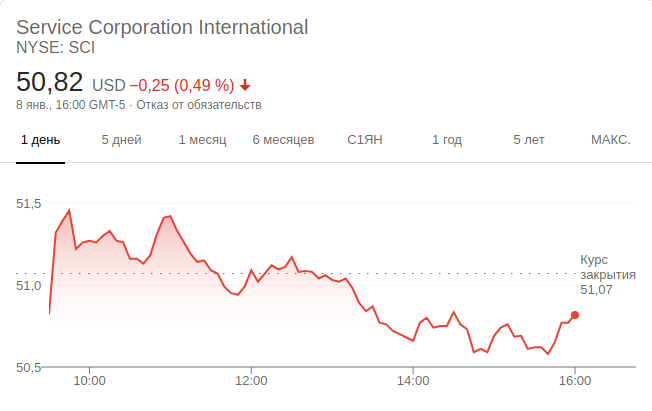 Service Corporation International
NYSE: SCI
50,82 USD −0,25 (0,49 %)
8 янв., 16:00 GMT-5 · Отказ от обязательств
1 день 5 дней 1 месяц 6 месяцев С1ЯН 1 год 5 лет МАКС.
51,5
Курс
закрытия
51,07
51,0
50,5
10:00 12:00 14:00 16:00